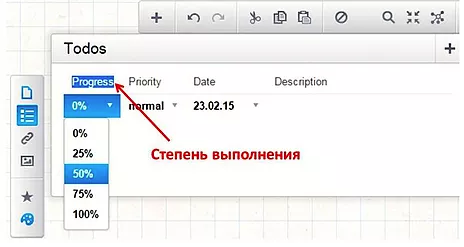 Todos
Progress Priority Date Description
0% normal 23.02.15
0%
25%
Степень выполнения
50%
75%
100%